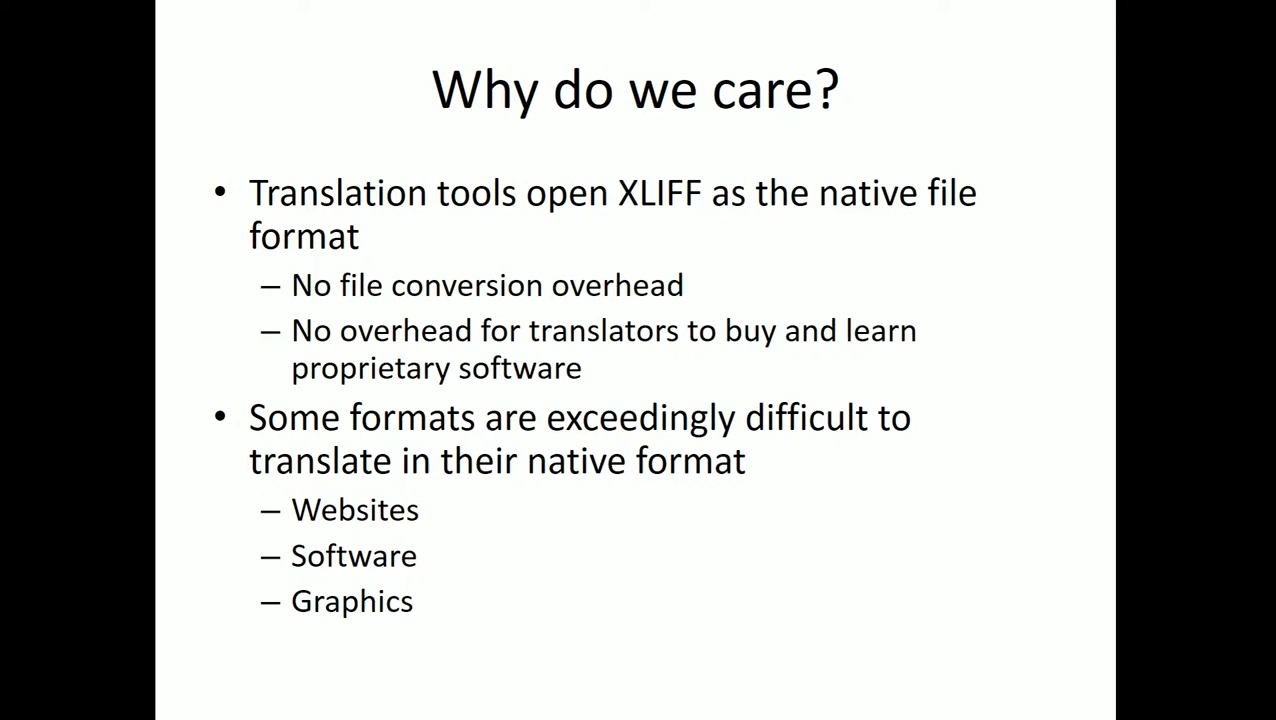 Why do we care?
• Translation tools open XLIFF as the native file
format
– No file conversion overhead
– No overhead for translators to buy and learn
proprietary software
• Some formats are exceedingly difficult to
translate in their native format
– Websites
– Software
– Graphics